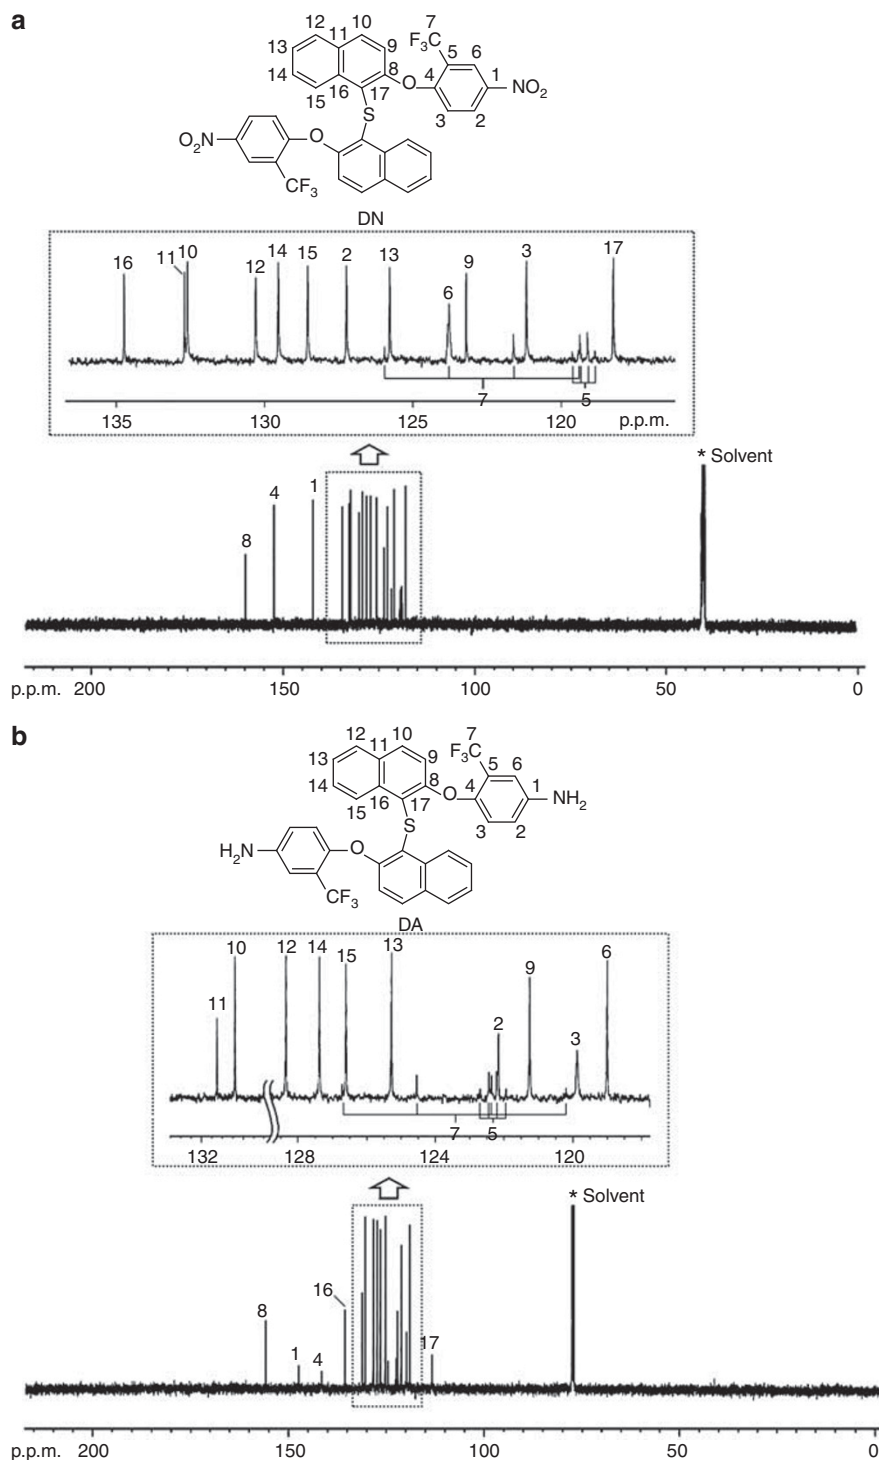 a
12 10 7
13 11 9 F3C 5 6
14 8 4 1 NO2
16 17 O
15 3 2
S
O2N O
CF3
DN
16 11 10 12 14 15 2 13 6 9 3 17
7 5
135 130 125 120 p.p.m.
* Solvent
8 4 1
p.p.m. 200 150 100 50 0
b
12 10 7
13 11 9 F3C 5 6
14 8 4 1 NH2
16 17 O
15 3 2
S
H2N O
CF3
DA
11 10 12 14 15 13 2 9 3 6
7 5
132 128 124 120
* Solvent
8 1 4 16 17
p.p.m. 200 150 100 50 0